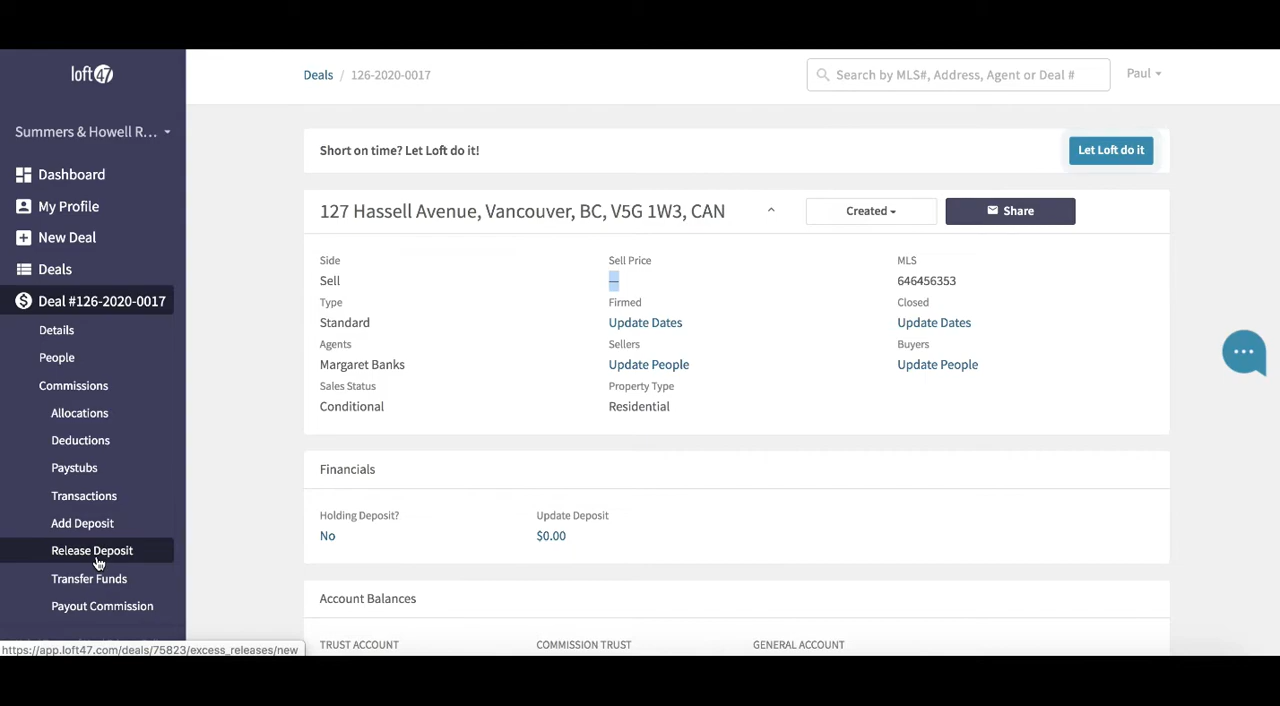 loft47
Deals / 126-2020-0017
Search by MLS#, Address, Agent or Deal #
Paul
Summers & Howell R...
Dashboard
My Profile
New Deal
Deals
Deal #126-2020-0017
Details
People
Commissions
Allocations
Deductions
Paystubs
Transactions
Add Deposit
Release Deposit
Transfer Funds
Payout Commission
https://app.loft47.com/deals/75823/excess_releases/new
Short on time? Let Loft do it!
Let Loft do it
127 Hassell Avenue, Vancouver, BC, V5G 1W3, CAN
Created
Share
Side
Sell Price
MLS
Sell
—
646456353
Type
Firmed
Closed
Standard
Update Dates
Update Dates
Agents
Sellers
Buyers
Margaret Banks
Update People
Update People
Sales Status
Property Type
Conditional
Residential
Financials
Holding Deposit?
Update Deposit
No
$0.00
Account Balances
TRUST ACCOUNT
COMMISSION TRUST
GENERAL ACCOUNT